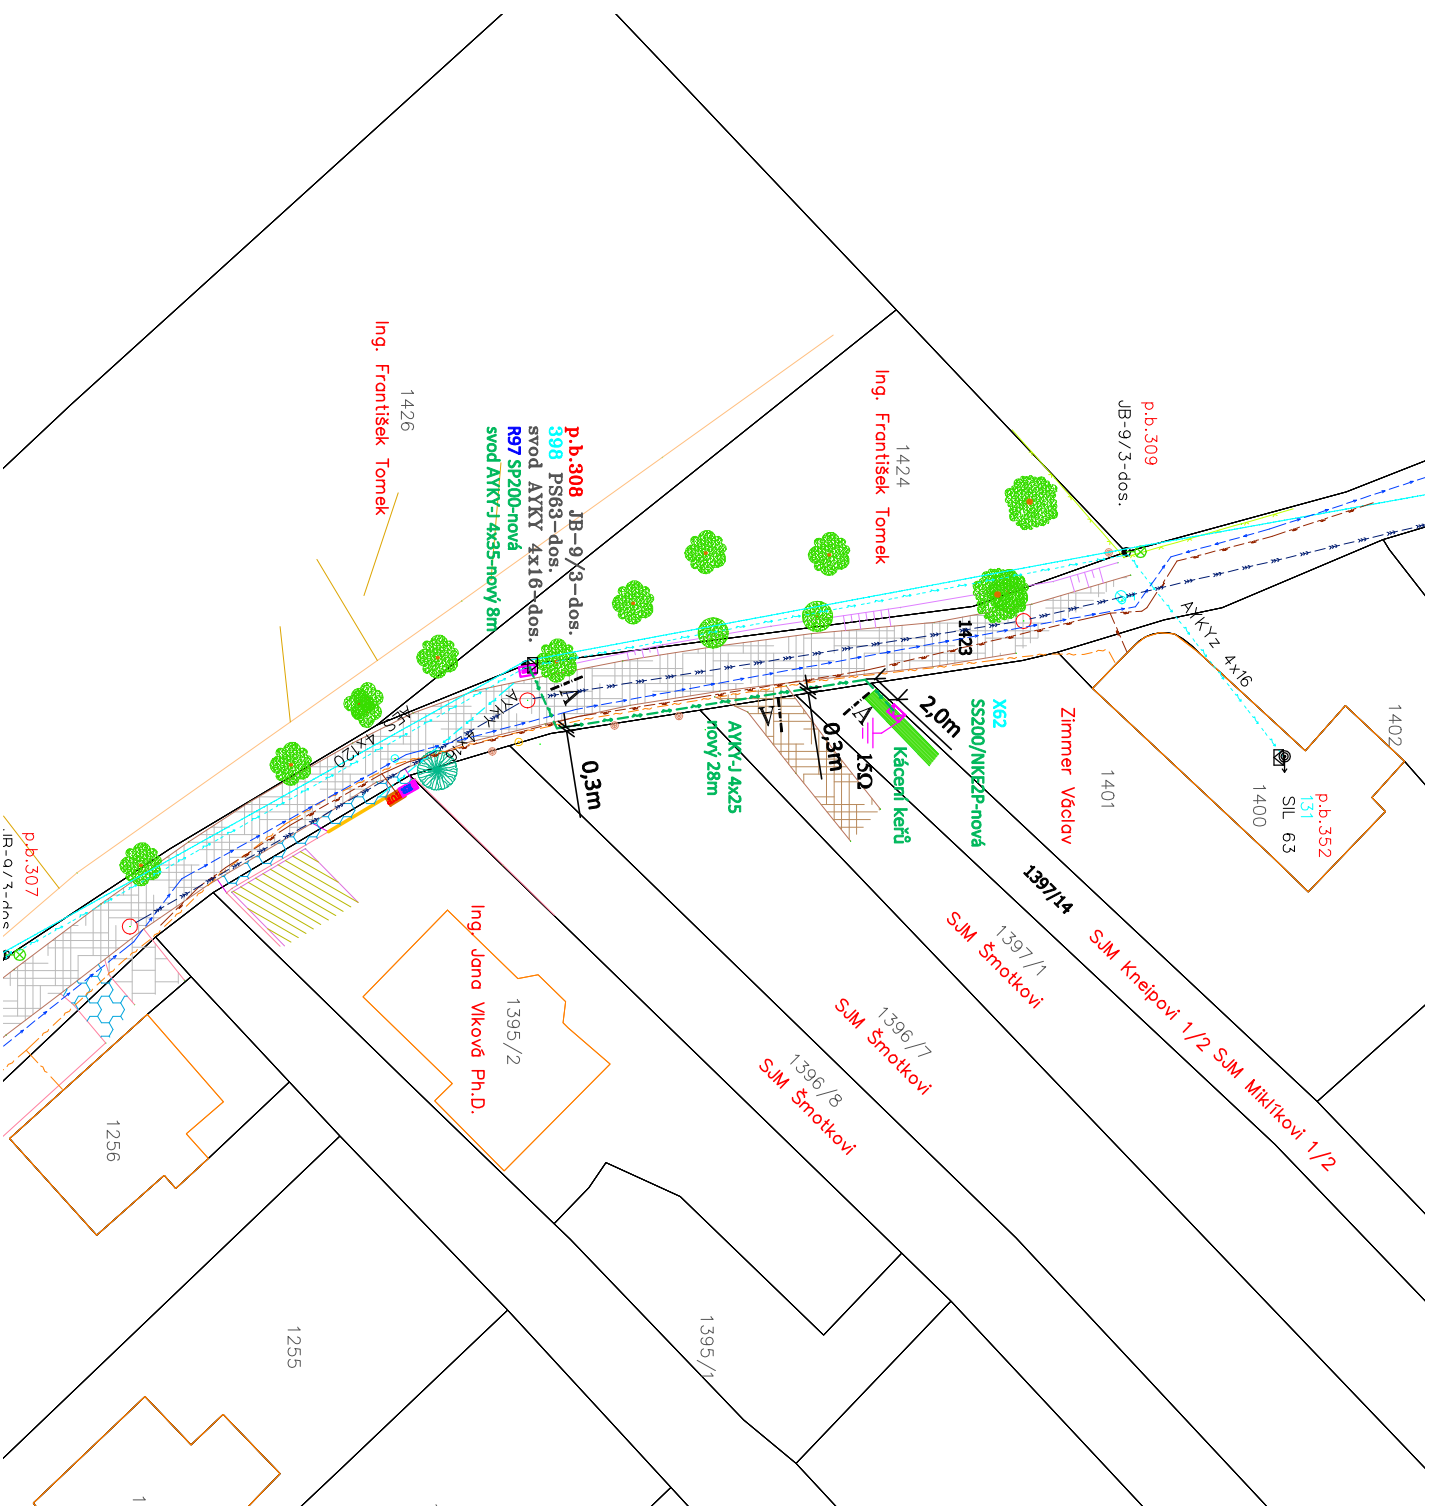 p.b.309
JB-9/3-dos.
1424
Ing. František Tomek
1426
Ing. František Tomek
p.b.308 JB-9/3-dos.
398 PS63-dos.
svod AYKY 4x16-dos.
R97 SP200-nová
svod AYKY-J 4x35-nový 8m
1423
AYKYz 4x16
AYKY 4x16
AES 4x120
A
A
A
2,0m
0,3m
0,3m
15Ω
X62
SS200/NKE2P-nová
Kácení keřů
AYKY-J 4x25
nový 28m
Zimmer Václav
1401
1402
p.b.352
131
SIL 63
1400
1397/14
SJM Kneipovi 1/2 SJM Miklíkovi 1/2
1397/1
SJM Šmotkovi
1396/7
SJM Šmotkovi
1396/8
SJM Šmotkovi
1395/2
Ing. Jana Vlková Ph.D.
1395/1
p.b.307
JB-9/3-dos
1256
1255
1